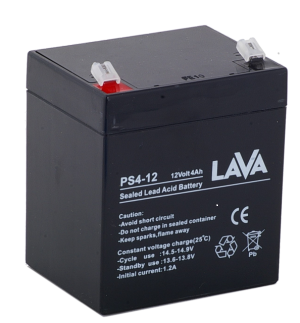 PS4-12 12Volt 4Ah
Sealed Lead Acid Battery
LAVA
Caution:
-Avoid short circuit
-Do not charge in sealed container
-Keep sparks,flame away
Constant voltage charge(25℃)
-Cycle use :14.5-14.9V
-Standby use :13.6-13.8V
-Initial current:1.2A
CE
Pb